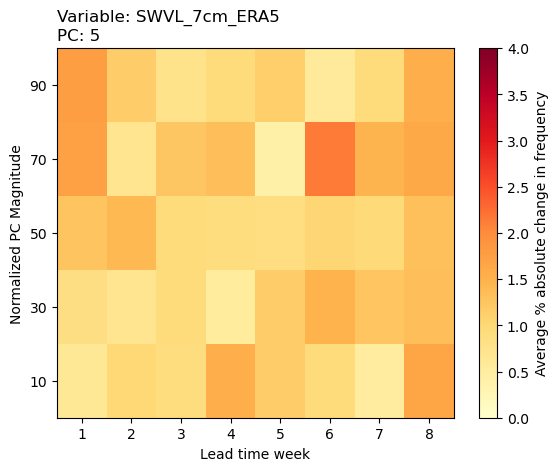 Variable: SWVL_7cm_ERA5
PC: 5
90
70
50
30
10
Normalized PC Magnitude
1 2 3 4 5 6 7 8
Lead time week
4.0
3.5
3.0
2.5
2.0
1.5
1.0
0.5
0.0
Average % absolute change in frequency